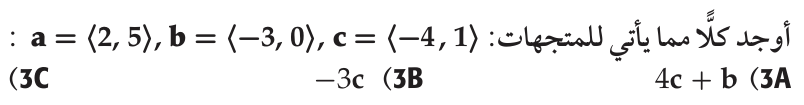 أوجد كلًّا مما يأتي للمتجهات: a = ⟨2, 5⟩, b = ⟨−3, 0⟩, c = ⟨−4, 1⟩ :
(3A 4c + b (3B −3c (3C